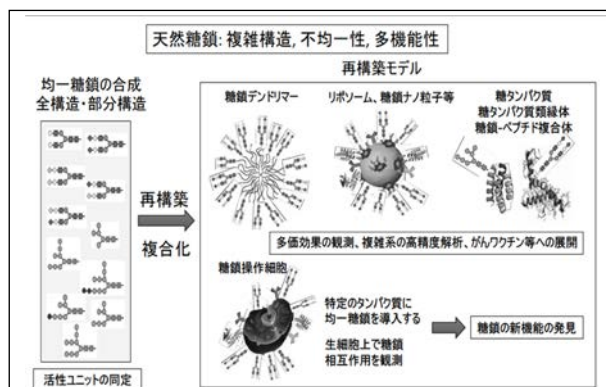 天然糖鎖: 複雑構造, 不均一性, 多機能性
均一糖鎖の合成
全構造・部分構造
活性ユニットの同定
再構築
複合化
再構築モデル
糖鎖デンドリマー
リポソーム、糖鎖ナノ粒子等
糖タンパク質
糖タンパク質類縁体
糖鎖-ペプチド複合体
多価効果の観測、複雑系の高精度解析、がんワクチン等への展開
糖鎖操作細胞
特定のタンパク質に
均一糖鎖を導入する
生細胞上で糖鎖
相互作用を観測
糖鎖の新機能の発見